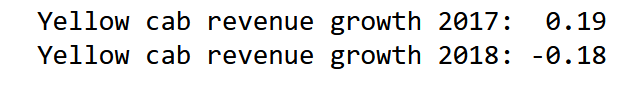 Yellow cab revenue growth 2017:  0.19
Yellow cab revenue growth 2018: -0.18